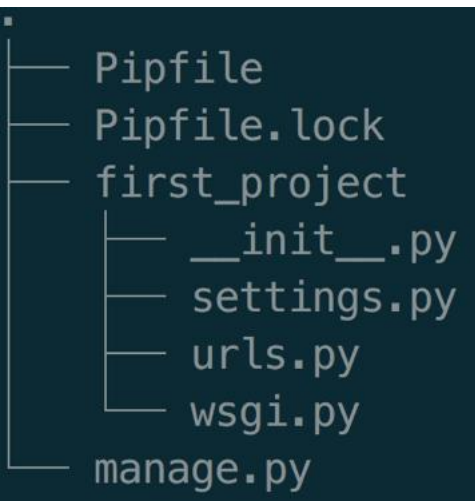 .
Pipfile
Pipfile.lock
first_project
__init__.py
settings.py
urls.py
wsgi.py
manage.py